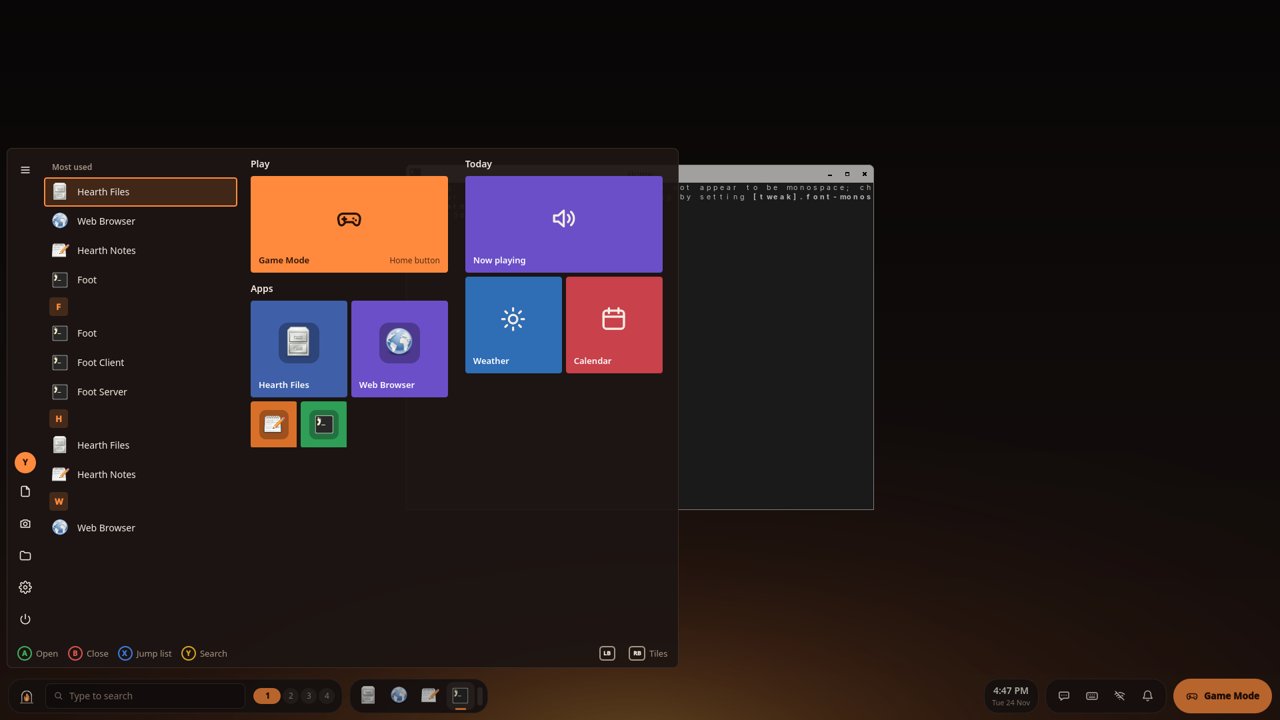 Most used
Hearth Files
Web Browser
Hearth Notes
Foot
F
Foot
Foot Client
Foot Server
H
Hearth Files
Hearth Notes
W
Web Browser
Y
Play
Game Mode
Home button
Apps
Hearth Files
Web Browser
Today
Now playing
Weather
Calendar
ot appear to be monospace; ch
by setting [tweak].font-monos
A Open
B Close
X Jump list
Y Search
LB
RB Tiles
Type to search
1 2 3 4
4:47 PM
Tue 24 Nov
Game Mode